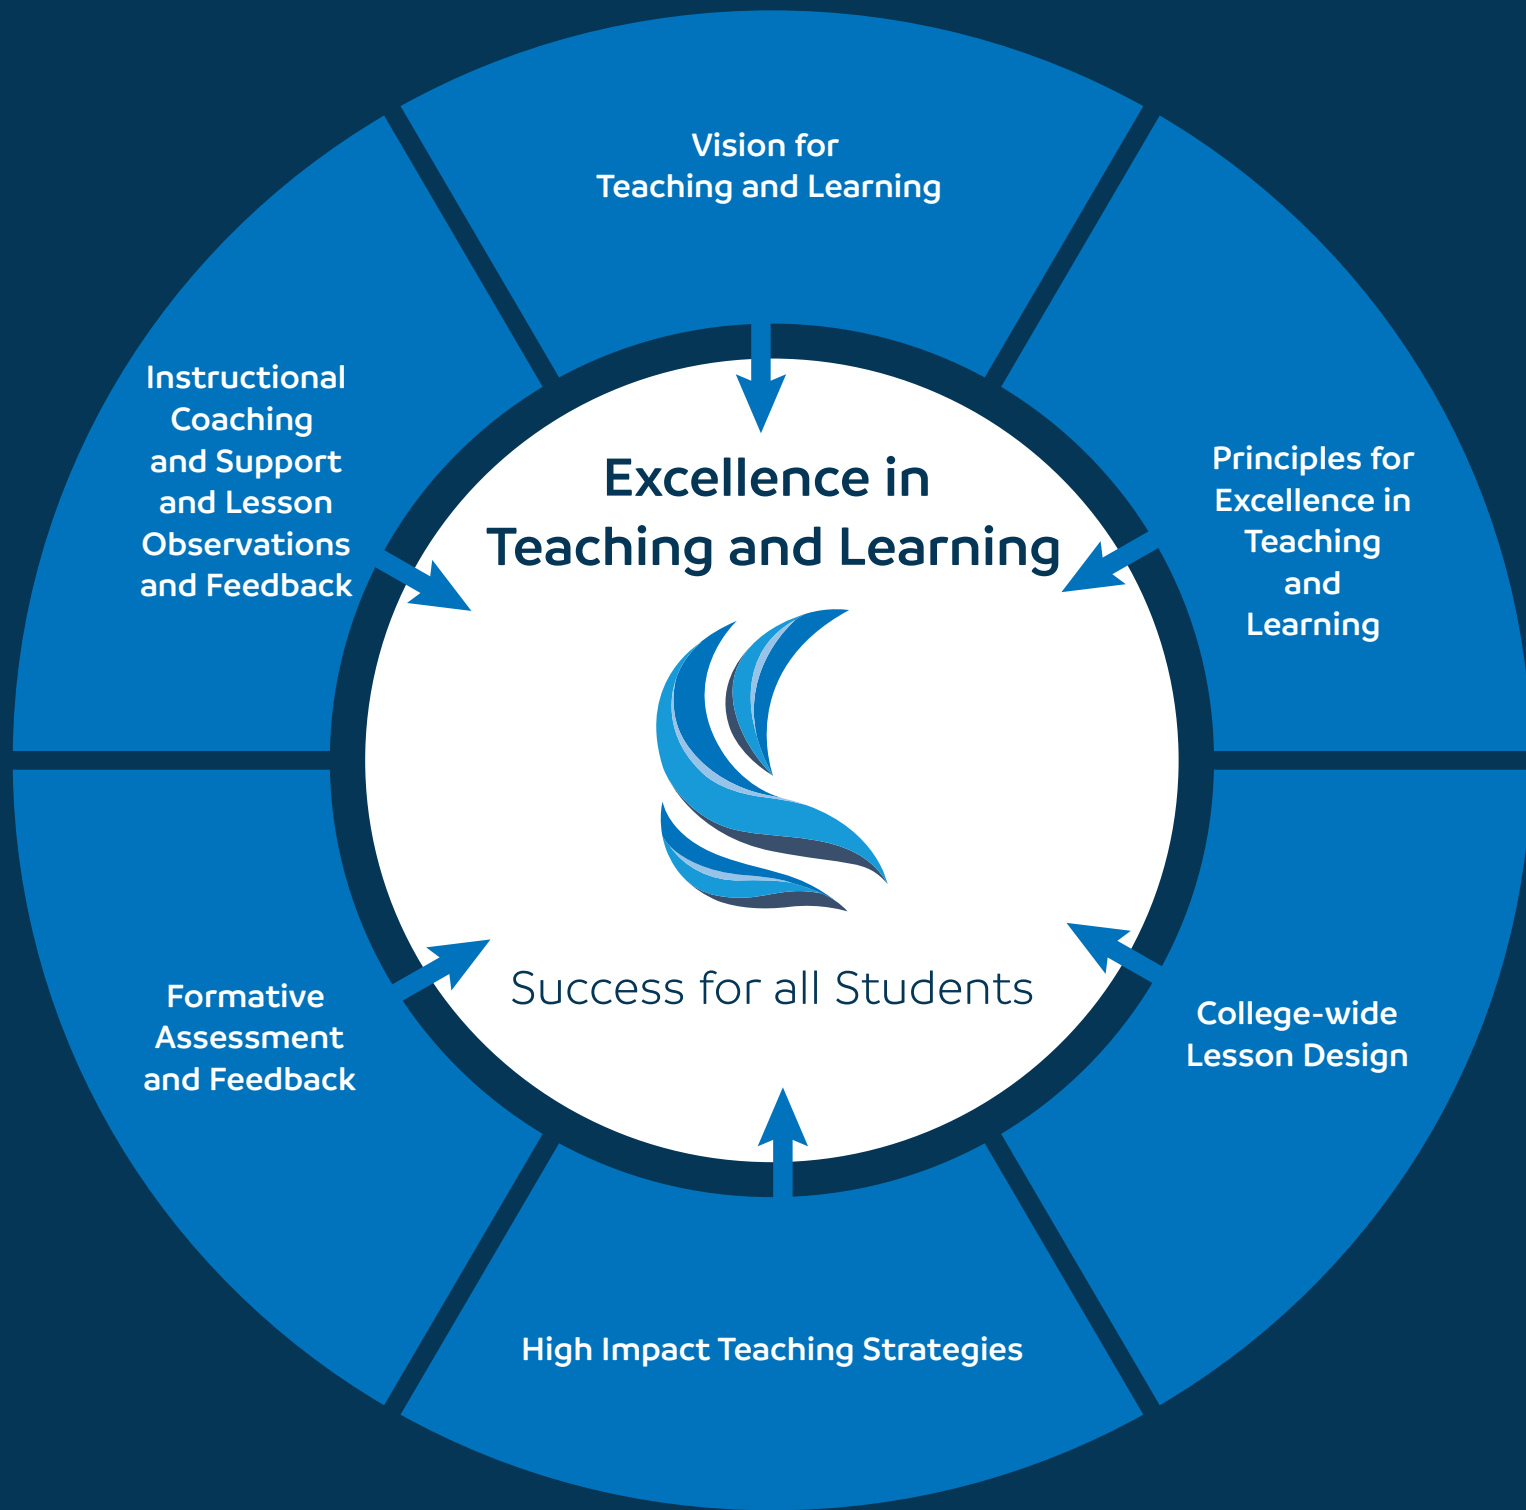 Vision for
Teaching and Learning
Principles for
Excellence in
Teaching
and
Learning
College-wide
Lesson Design
High Impact Teaching Strategies
Formative
Assessment
and Feedback
Instructional
Coaching
and Support
and Lesson
Observations
and Feedback
Excellence in
Teaching and Learning
Success for all Students